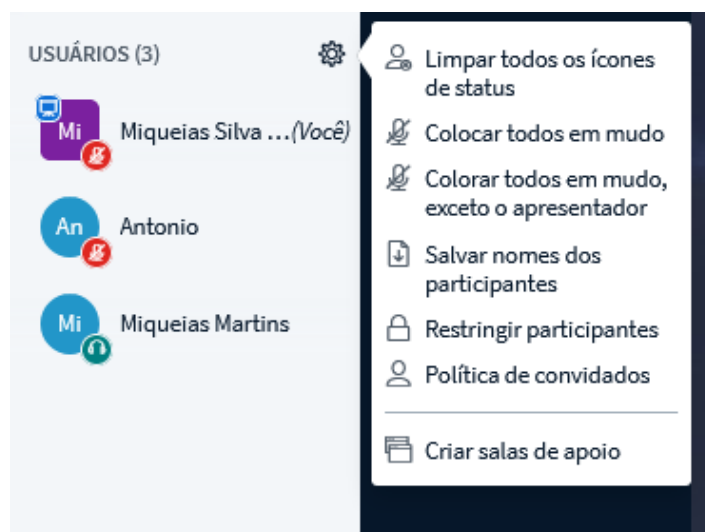 USUÁRIOS (3)
Mi
Miqueias Silva ...(Você)
An
Antonio
Mi
Miqueias Martins
Limpar todos os ícones
de status
Colocar todos em mudo
Colorar todos em mudo,
exceto o apresentador
Salvar nomes dos
participantes
Restringir participantes
Política de convidados
Criar salas de apoio